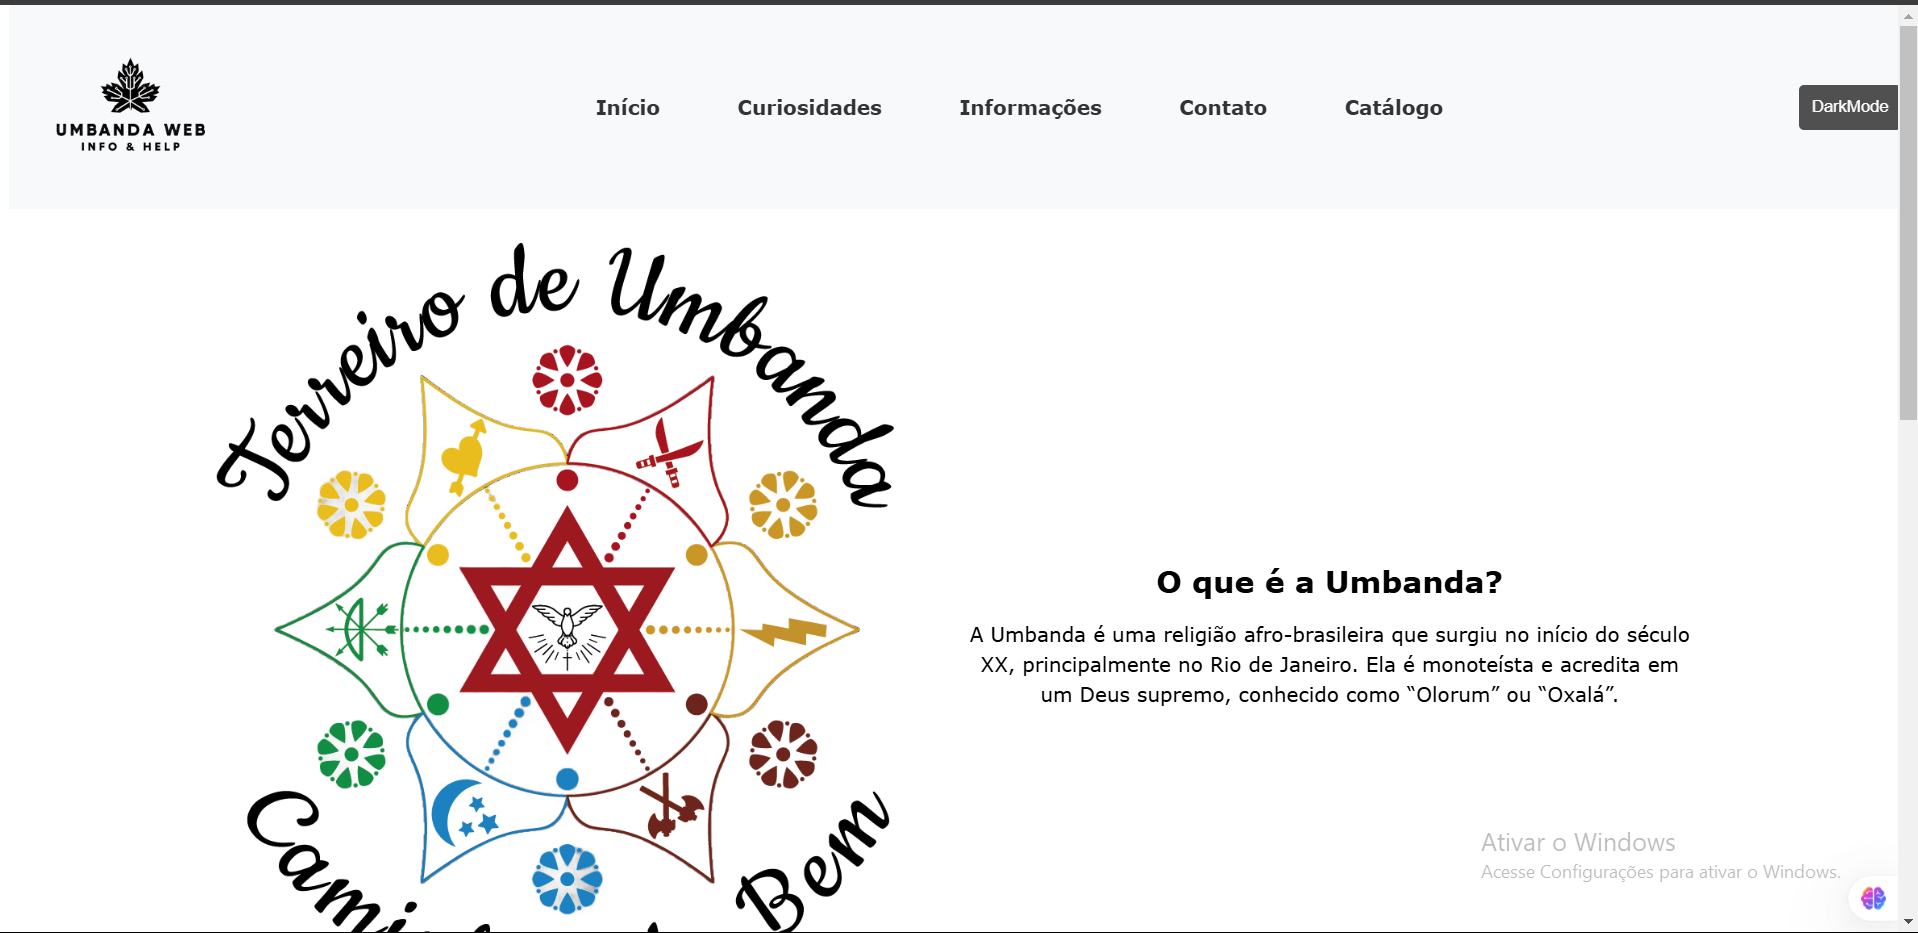 UMBANDA WEB
INFO & HELP
Início
Curiosidades
Informações
Contato
Catálogo
DarkMode
Terreiro de Umbanda
O que é a Umbanda?
A Umbanda é uma religião afro-brasileira que surgiu no início do século
XX, principalmente no Rio de Janeiro. Ela é monoteísta e acredita em
um Deus supremo, conhecido como “Olorum” ou “Oxalá”.
Bem
Ativar o Windows
Acesse Configurações para ativar o Windows.